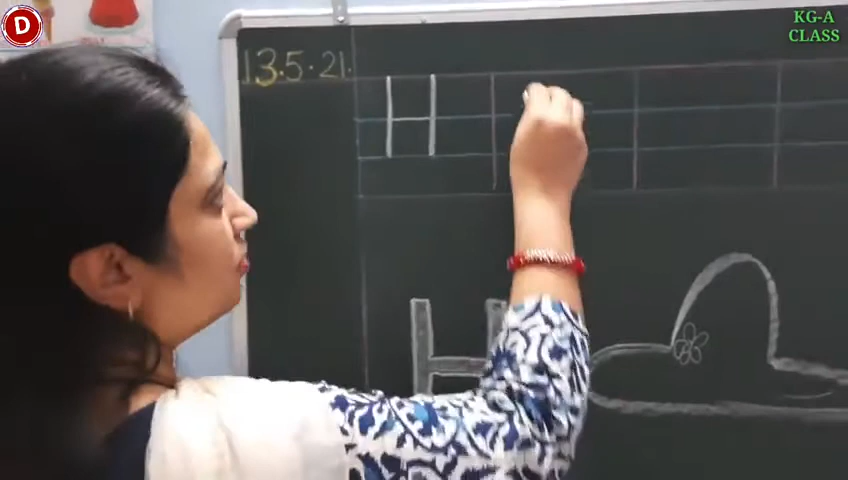 D
KG-A
CLASS
13.5.21.
H
H